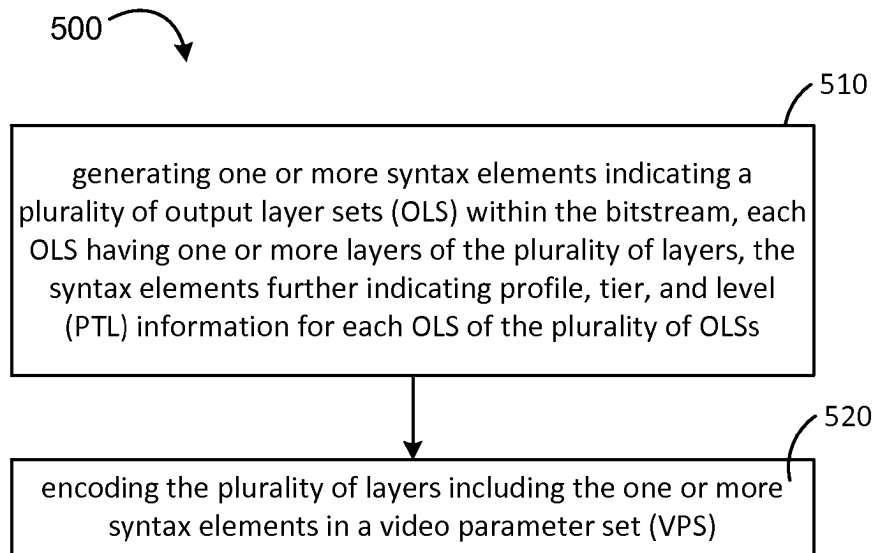 500
510
generating one or more syntax elements indicating a
plurality of output layer sets (OLS) within the bitstream, each
OLS having one or more layers of the plurality of layers, the
syntax elements further indicating profile, tier, and level
(PTL) information for each OLS of the plurality of OLSs
520
encoding the plurality of layers including the one or more
syntax elements in a video parameter set (VPS)